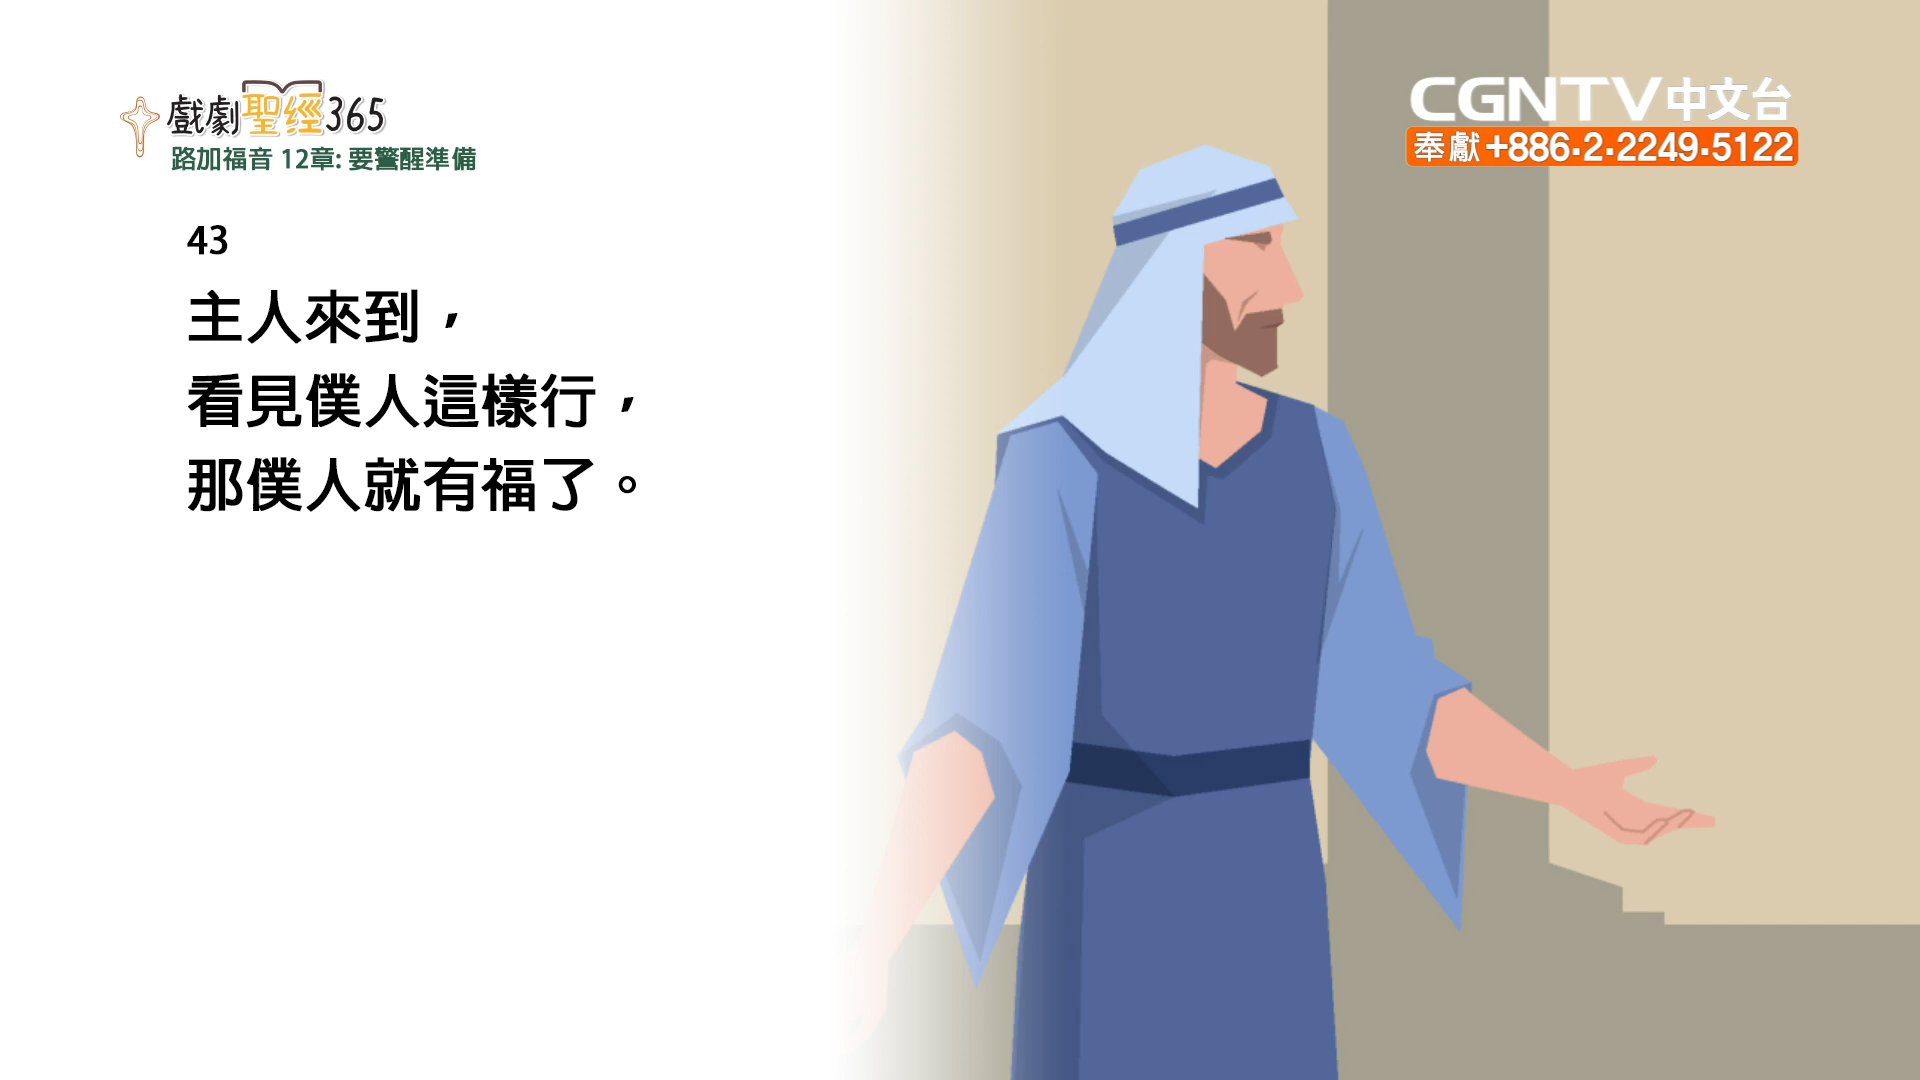 戲劇聖經365
路加福音 12章: 要警醒準備
CGNTV中文台
奉獻 +886·2·2249·5122
43
主人來到，
看見僕人這樣行，
那僕人就有福了。